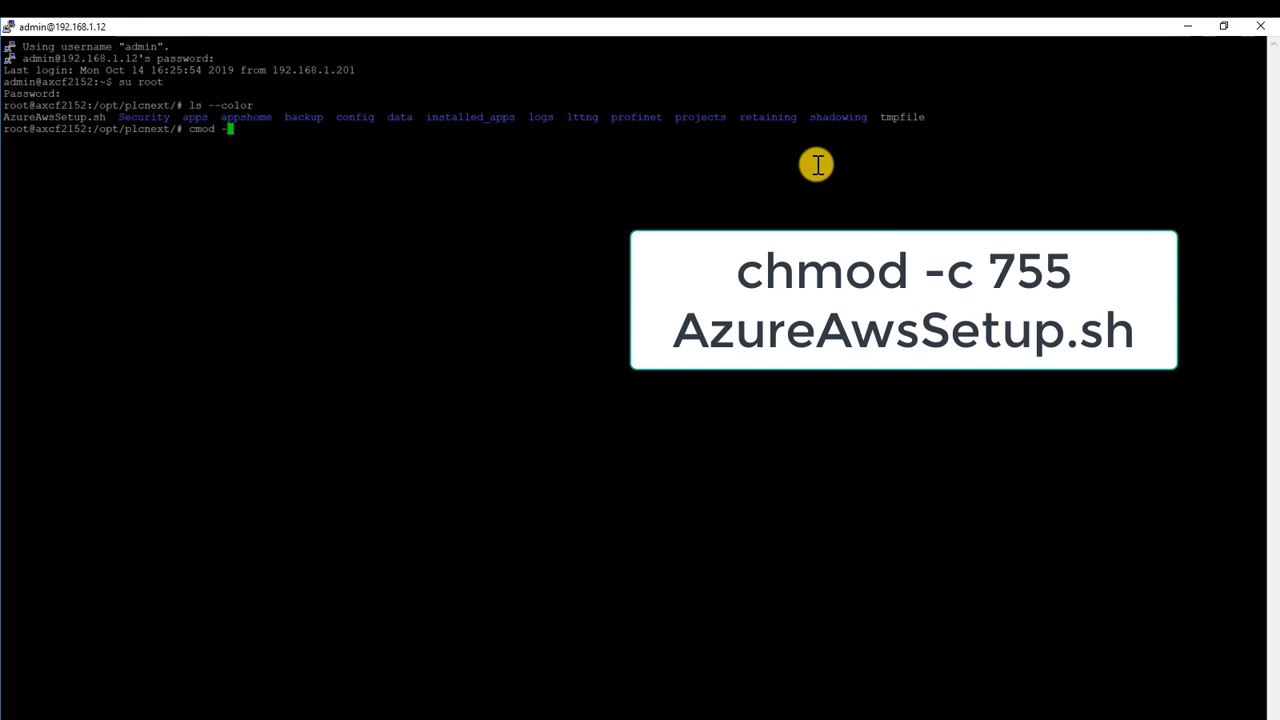 admin@192.168.1.12
Using username "admin".
admin@192.168.1.12's password:
Last login: Mon Oct 14 16:25:54 2019 from 192.168.1.201
admin@axcf2152:~$ su root
Password:
root@axcf2152:/opt/plcnext/# ls --color
AzureAwsSetup.sh Security apps appshome backup config data installed_apps logs lttng profinet projects retaining shadowing tmpfile
root@axcf2152:/opt/plcnext/# cmod -
chmod -c 755
AzureAwsSetup.sh